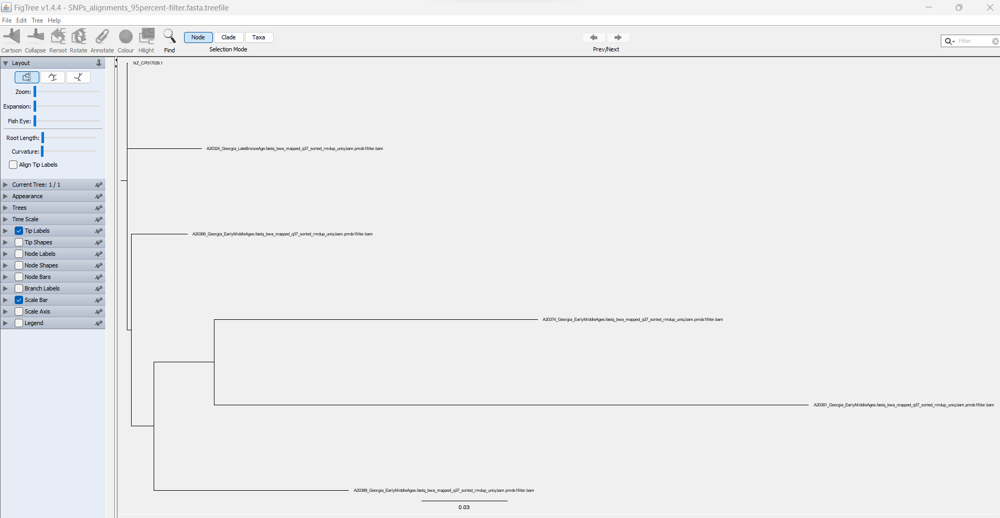 FigTree v1.4.4 - SNPs_alignments_95percent-filter.fasta.treefile
File Edit Tree Help
Cartoon Collapse Reroot Rotate Annotate Colour Hilight Find
Node Clade Taxa
Selection Mode
Prev/Next
Filter
Layout
Zoom:
Expansion:
Fish Eye:
Root Length:
Curvature:
Align Tip Labels
Current Tree: 1 / 1
Appearance
Trees
Time Scale
Tip Labels
Tip Shapes
Node Labels
Node Shapes
Node Bars
Branch Labels
Scale Bar
Scale Axis
Legend
NZ_CP017039.1
A20324_Georgia_LateBronzeAge.fastq_bwa_mapped_q37_sorted_rmdup_uniq.bam.pmds1filter.bam
A20366_Georgia_EarlyMiddleAges.fastq_bwa_mapped_q37_sorted_rmdup_uniq.bam.pmds1filter.bam
A20374_Georgia_EarlyMiddleAges.fastq_bwa_mapped_q37_sorted_rmdup_uniq.bam.pmds1filter.bam
A20381_Georgia_EarlyMiddleAges.fastq_bwa_mapped_q37_sorted_rmdup_uniq.bam.pmds1filter.bam
A20389_Georgia_EarlyMiddleAges.fastq_bwa_mapped_q37_sorted_rmdup_uniq.bam.pmds1filter.bam
0.03